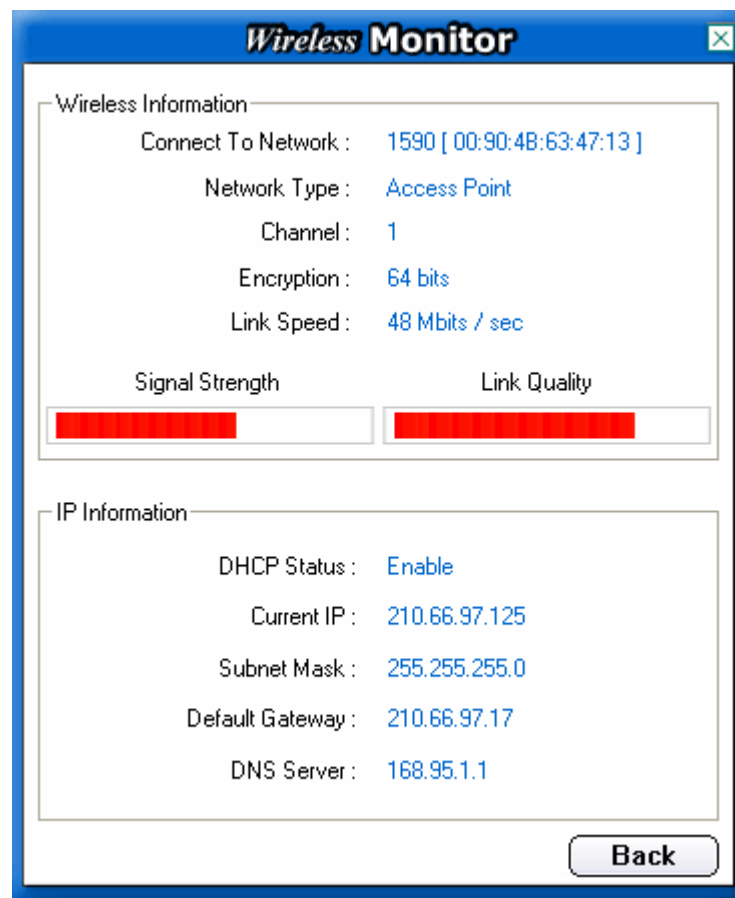 Wireless Monitor
Wireless Information
Connect To Network : 1590 [ 00:90:4B:63:47:13 ]
Network Type : Access Point
Channel : 1
Encryption : 64 bits
Link Speed : 48 Mbits / sec
Signal Strength Link Quality
IP Information
DHCP Status : Enable
Current IP : 210.66.97.125
Subnet Mask : 255.255.255.0
Default Gateway : 210.66.97.17
DNS Server : 168.95.1.1
Back